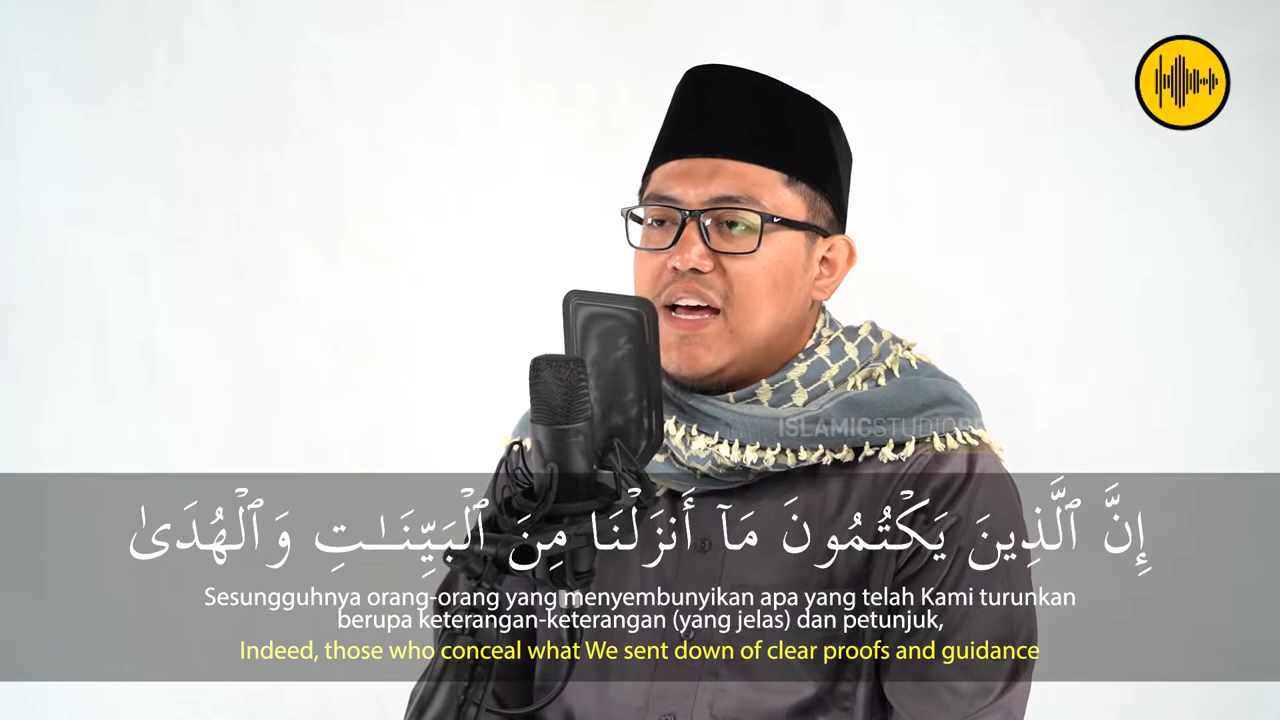 ISLAMICSTUDIOPR
إِنَّ ٱلَّذِينَ يَكْتُمُونَ مَآ أَنزَلْنَا مِنَ ٱلْبَيِّنَـٰتِ وَٱلْهُدَىٰ
Sesungguhnya orang-orang yang menyembunyikan apa yang telah Kami turunkan
berupa keterangan-keterangan (yang jelas) dan petunjuk,
Indeed, those who conceal what We sent down of clear proofs and guidance